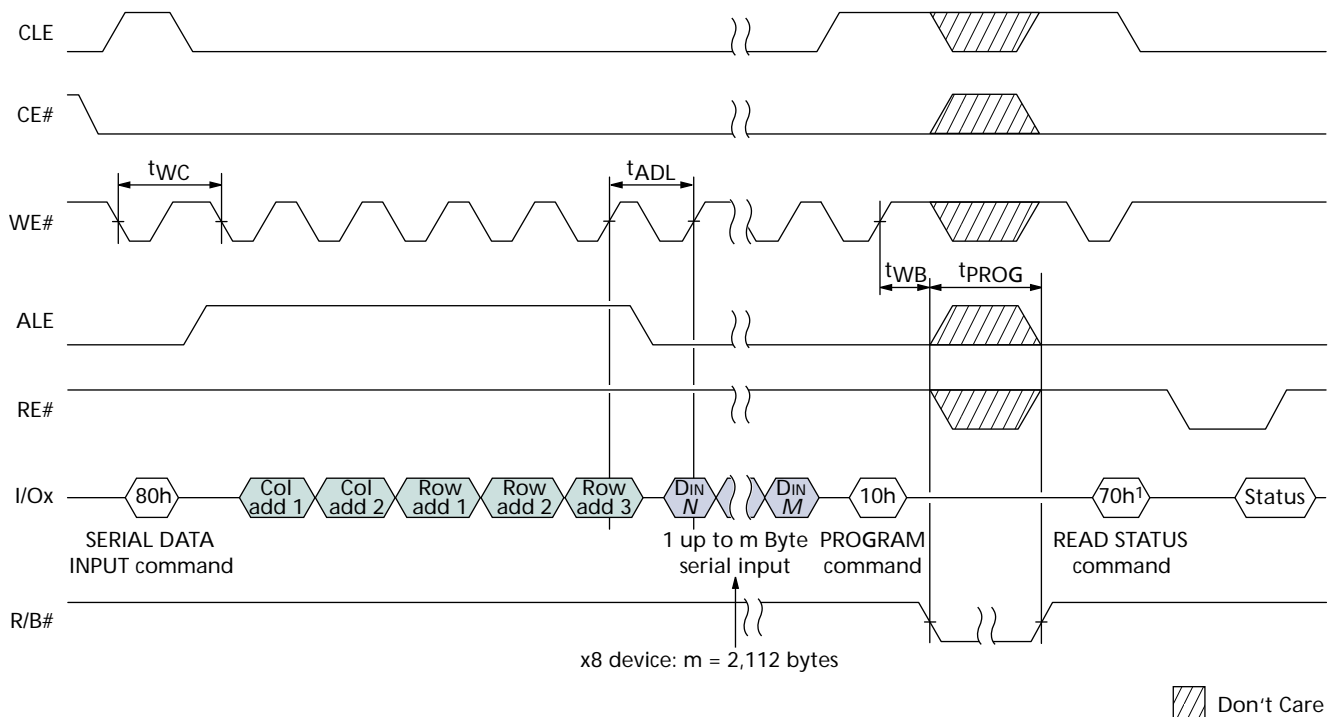 CLE
CE#
tWC
tADL
WE#
tWB
tPROG
ALE
RE#
I/Ox
80h
Col
add 1
Col
add 2
Row
add 1
Row
add 2
Row
add 3
DIN
N
DIN
M
10h
70h1
Status
SERIAL DATA
INPUT command
1 up to m Byte
serial input
PROGRAM
command
READ STATUS
command
R/B#
x8 device: m = 2,112 bytes
Don't Care